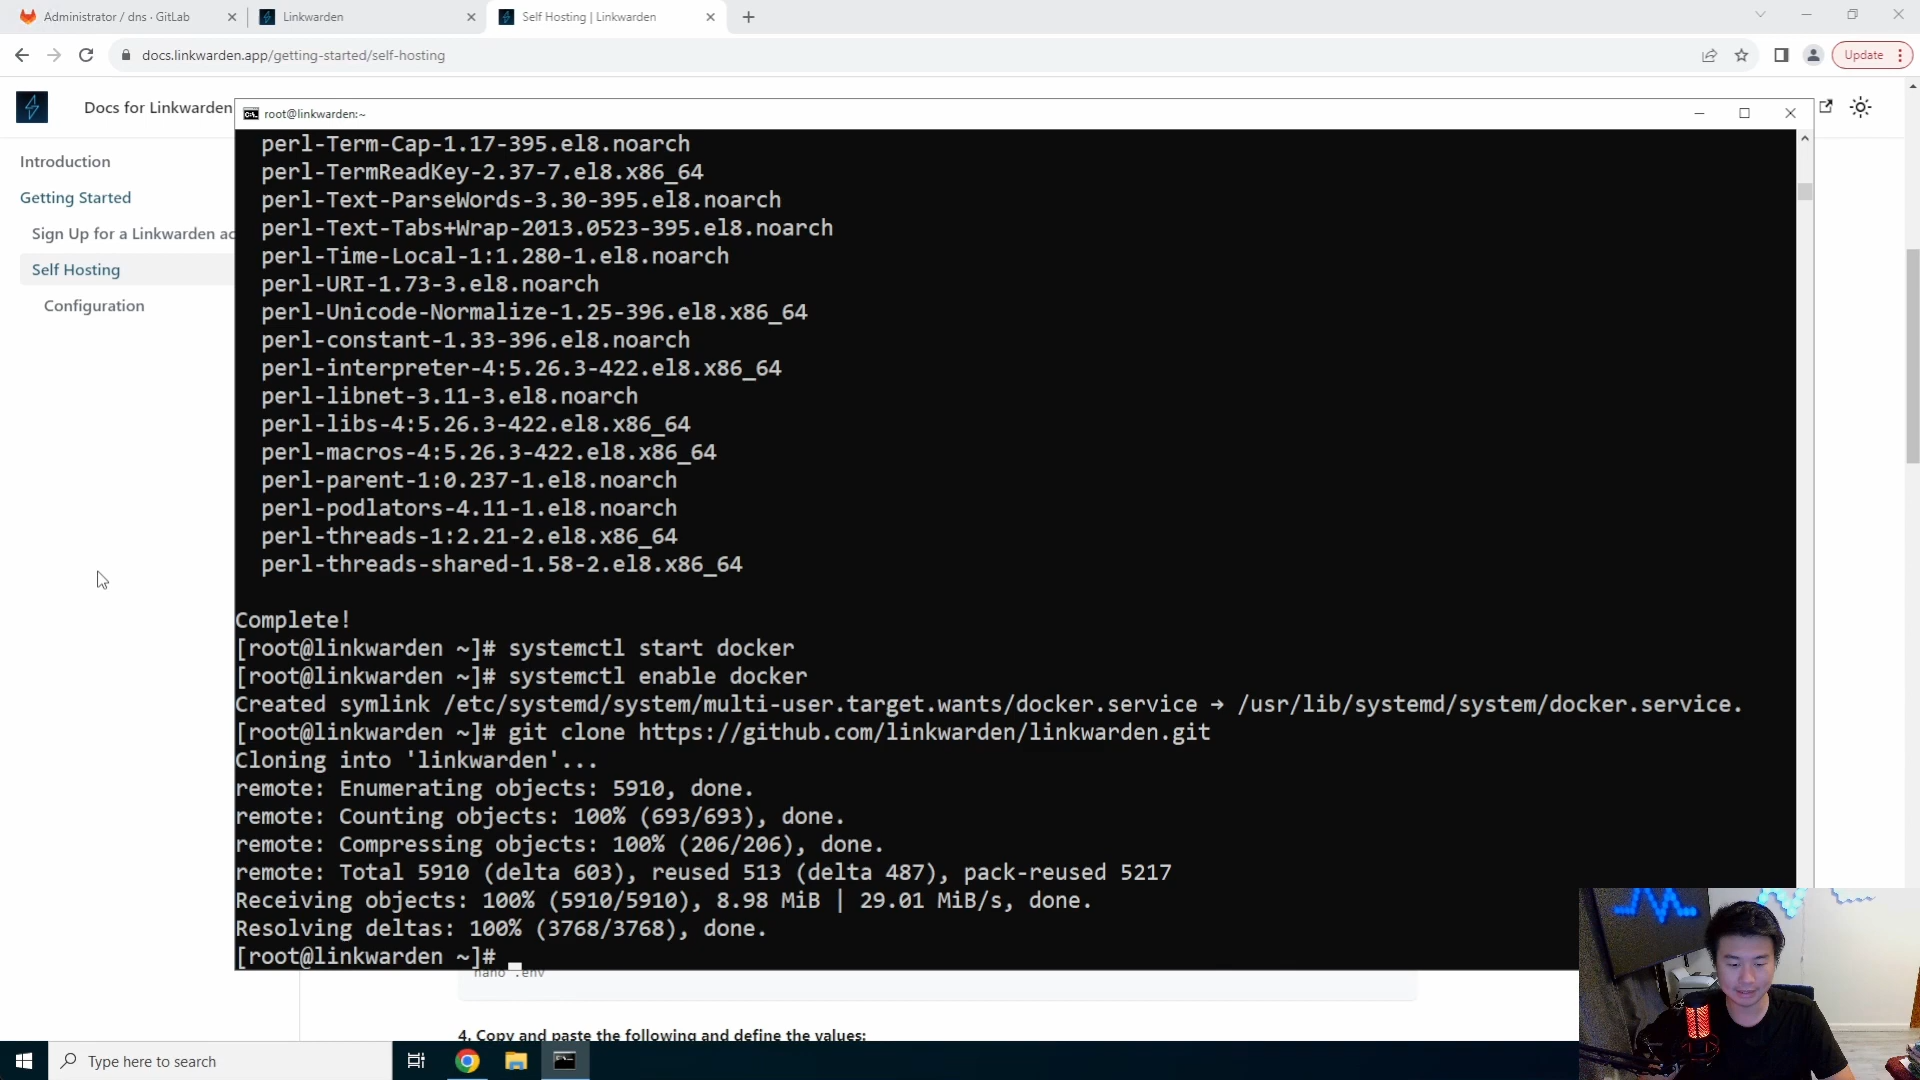 Administrator / dns · GitLab
Linkwarden
Self Hosting | Linkwarden
docs.linkwarden.app/getting-started/self-hosting
Update
Docs for Linkwarden
Introduction
Getting Started
Sign Up for a Linkwarden ac
Self Hosting
Configuration
root@linkwarden:~
perl-Term-Cap-1.17-395.el8.noarch
perl-TermReadKey-2.37-7.el8.x86_64
perl-Text-ParseWords-3.30-395.el8.noarch
perl-Text-Tabs+Wrap-2013.0523-395.el8.noarch
perl-Time-Local-1:1.280-1.el8.noarch
perl-URI-1.73-3.el8.noarch
perl-Unicode-Normalize-1.25-396.el8.x86_64
perl-constant-1.33-396.el8.noarch
perl-interpreter-4:5.26.3-422.el8.x86_64
perl-libnet-3.11-3.el8.noarch
perl-libs-4:5.26.3-422.el8.x86_64
perl-macros-4:5.26.3-422.el8.x86_64
perl-parent-1:0.237-1.el8.noarch
perl-podlators-4.11-1.el8.noarch
perl-threads-1:2.21-2.el8.x86_64
perl-threads-shared-1.58-2.el8.x86_64
Complete!
[root@linkwarden ~]# systemctl start docker
[root@linkwarden ~]# systemctl enable docker
Created symlink /etc/systemd/system/multi-user.target.wants/docker.service → /usr/lib/systemd/system/docker.service.
[root@linkwarden ~]# git clone https://github.com/linkwarden/linkwarden.git
Cloning into 'linkwarden'...
remote: Enumerating objects: 5910, done.
remote: Counting objects: 100% (693/693), done.
remote: Compressing objects: 100% (206/206), done.
remote: Total 5910 (delta 603), reused 513 (delta 487), pack-reused 5217
Receiving objects: 100% (5910/5910), 8.98 MiB | 29.01 MiB/s, done.
Resolving deltas: 100% (3768/3768), done.
[root@linkwarden ~]#
nano .env
4. Copy and paste the following and define the values:
Type here to search